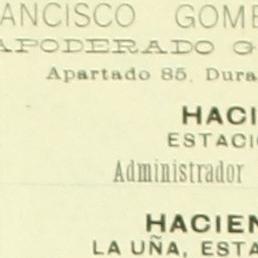 ANCISCO GOME
APODERADO G
Apartado 85, Dura
HACI
ESTACI
Administrador
HACIEN
LA UÑA, ESTA